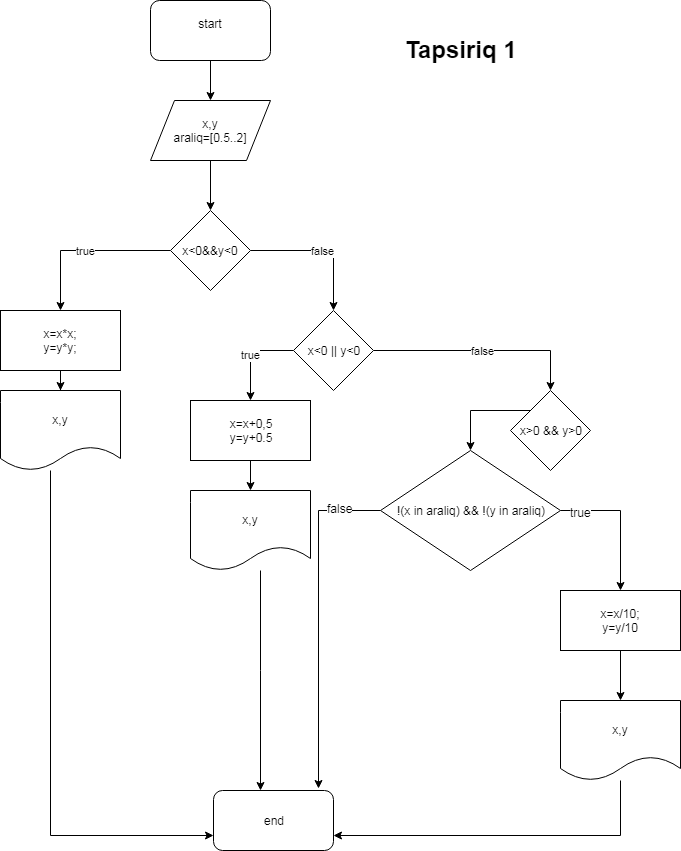 start
Tapsiriq 1
x,y
araliq=[0.5..2]
x<0&&y<0
true
false
x=x*x;
y=y*y;
x<0 || y<0
true
false
x,y
x=x+0,5
y=y+0.5
x>0 && y>0
x,y
!(x in araliq) && !(y in araliq)
false
true
x=x/10;
y=y/10
x,y
end